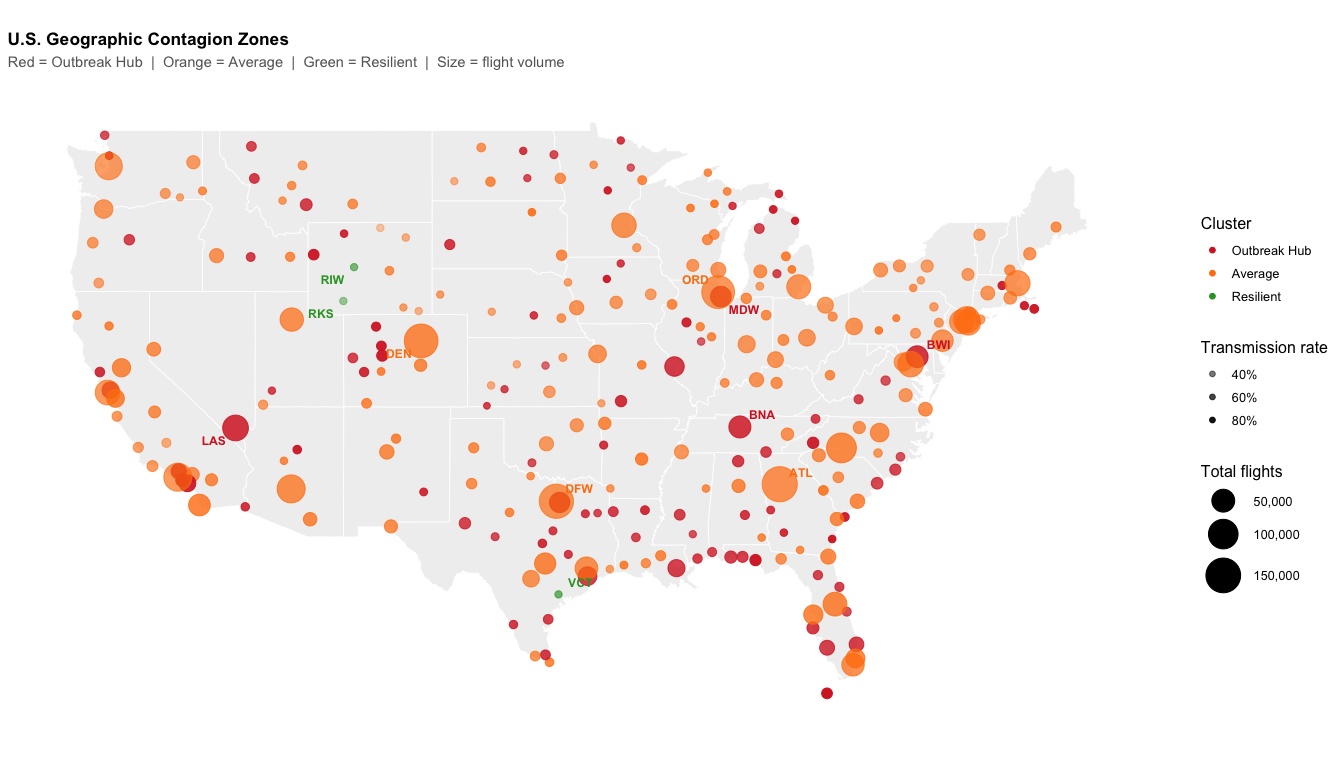 U.S. Geographic Contagion Zones
Red = Outbreak Hub | Orange = Average | Green = Resilient | Size = flight volume
RIW
RKS
DEN
LAS
ORD
MDW
BWI
BNA
ATL
DFW
VCT
Cluster
Outbreak Hub
Average
Resilient
Transmission rate
40%
60%
80%
Total flights
50,000
100,000
150,000